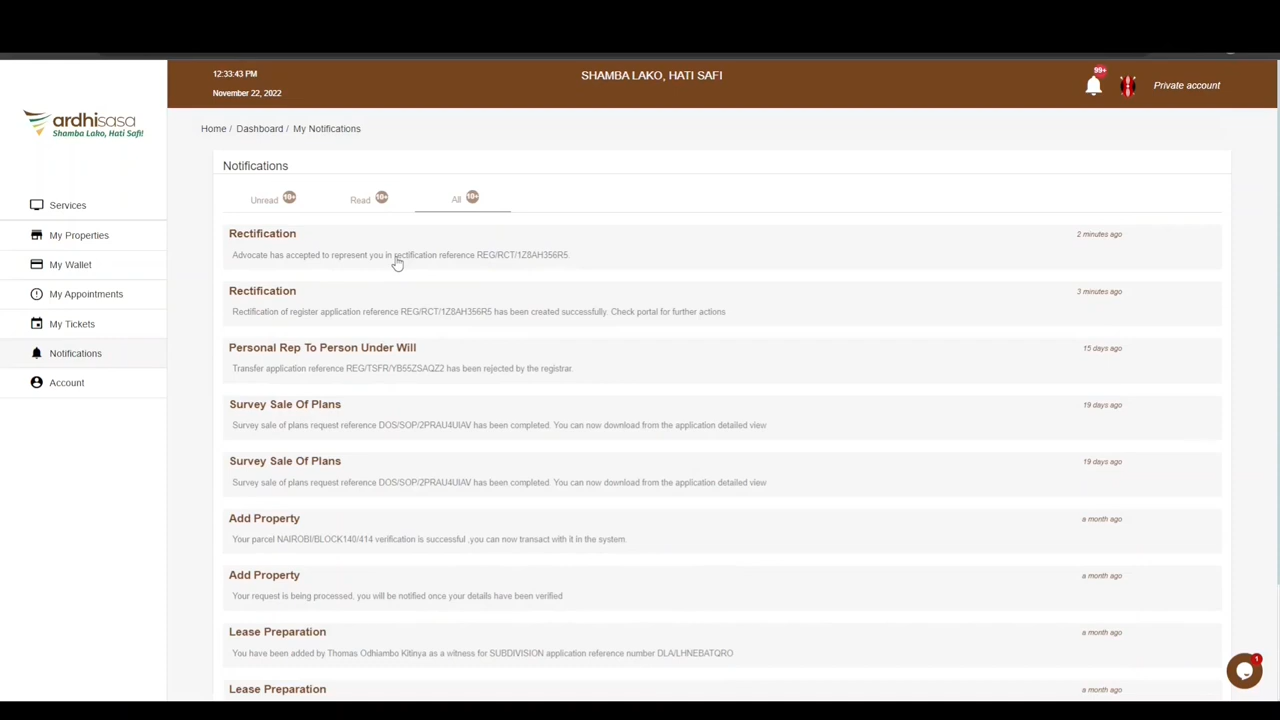 12:33:43 PM
SHAMBA LAKO, HATI SAFI
99+
Private account
November 22, 2022
ardhisasa
Shamba Lako, Hati Safi!
Home / Dashboard / My Notifications
Notifications
Unread 10+
Read 10+
All 10+
Services
My Properties
My Wallet
My Appointments
My Tickets
Notifications
Account
Rectification
2 minutes ago
Advocate has accepted to represent you in rectification reference REG/RCT/1Z8AH356R5.
Rectification
3 minutes ago
Rectification of register application reference REG/RCT/1Z8AH356R5 has been created successfully. Check portal for further actions
Personal Rep To Person Under Will
15 days ago
Transfer application reference REG/TSFR/YB55ZSAQZ2 has been rejected by the registrar.
Survey Sale Of Plans
19 days ago
Survey sale of plans request reference DOS/SOP/2PRAU4UIAV has been completed. You can now download from the application detailed view
Survey Sale Of Plans
19 days ago
Survey sale of plans request reference DOS/SOP/2PRAU4UIAV has been completed. You can now download from the application detailed view
Add Property
a month ago
Your parcel NAIROBI/BLOCK140/414 verification is successful ,you can now transact with it in the system.
Add Property
a month ago
Your request is being processed, you will be notified once your details have been verified
Lease Preparation
a month ago
You have been added by Thomas Odhiambo Kitinya as a witness for SUBDIVISION application reference number DLA/LHNEBATQRO
Lease Preparation
a month ago
1